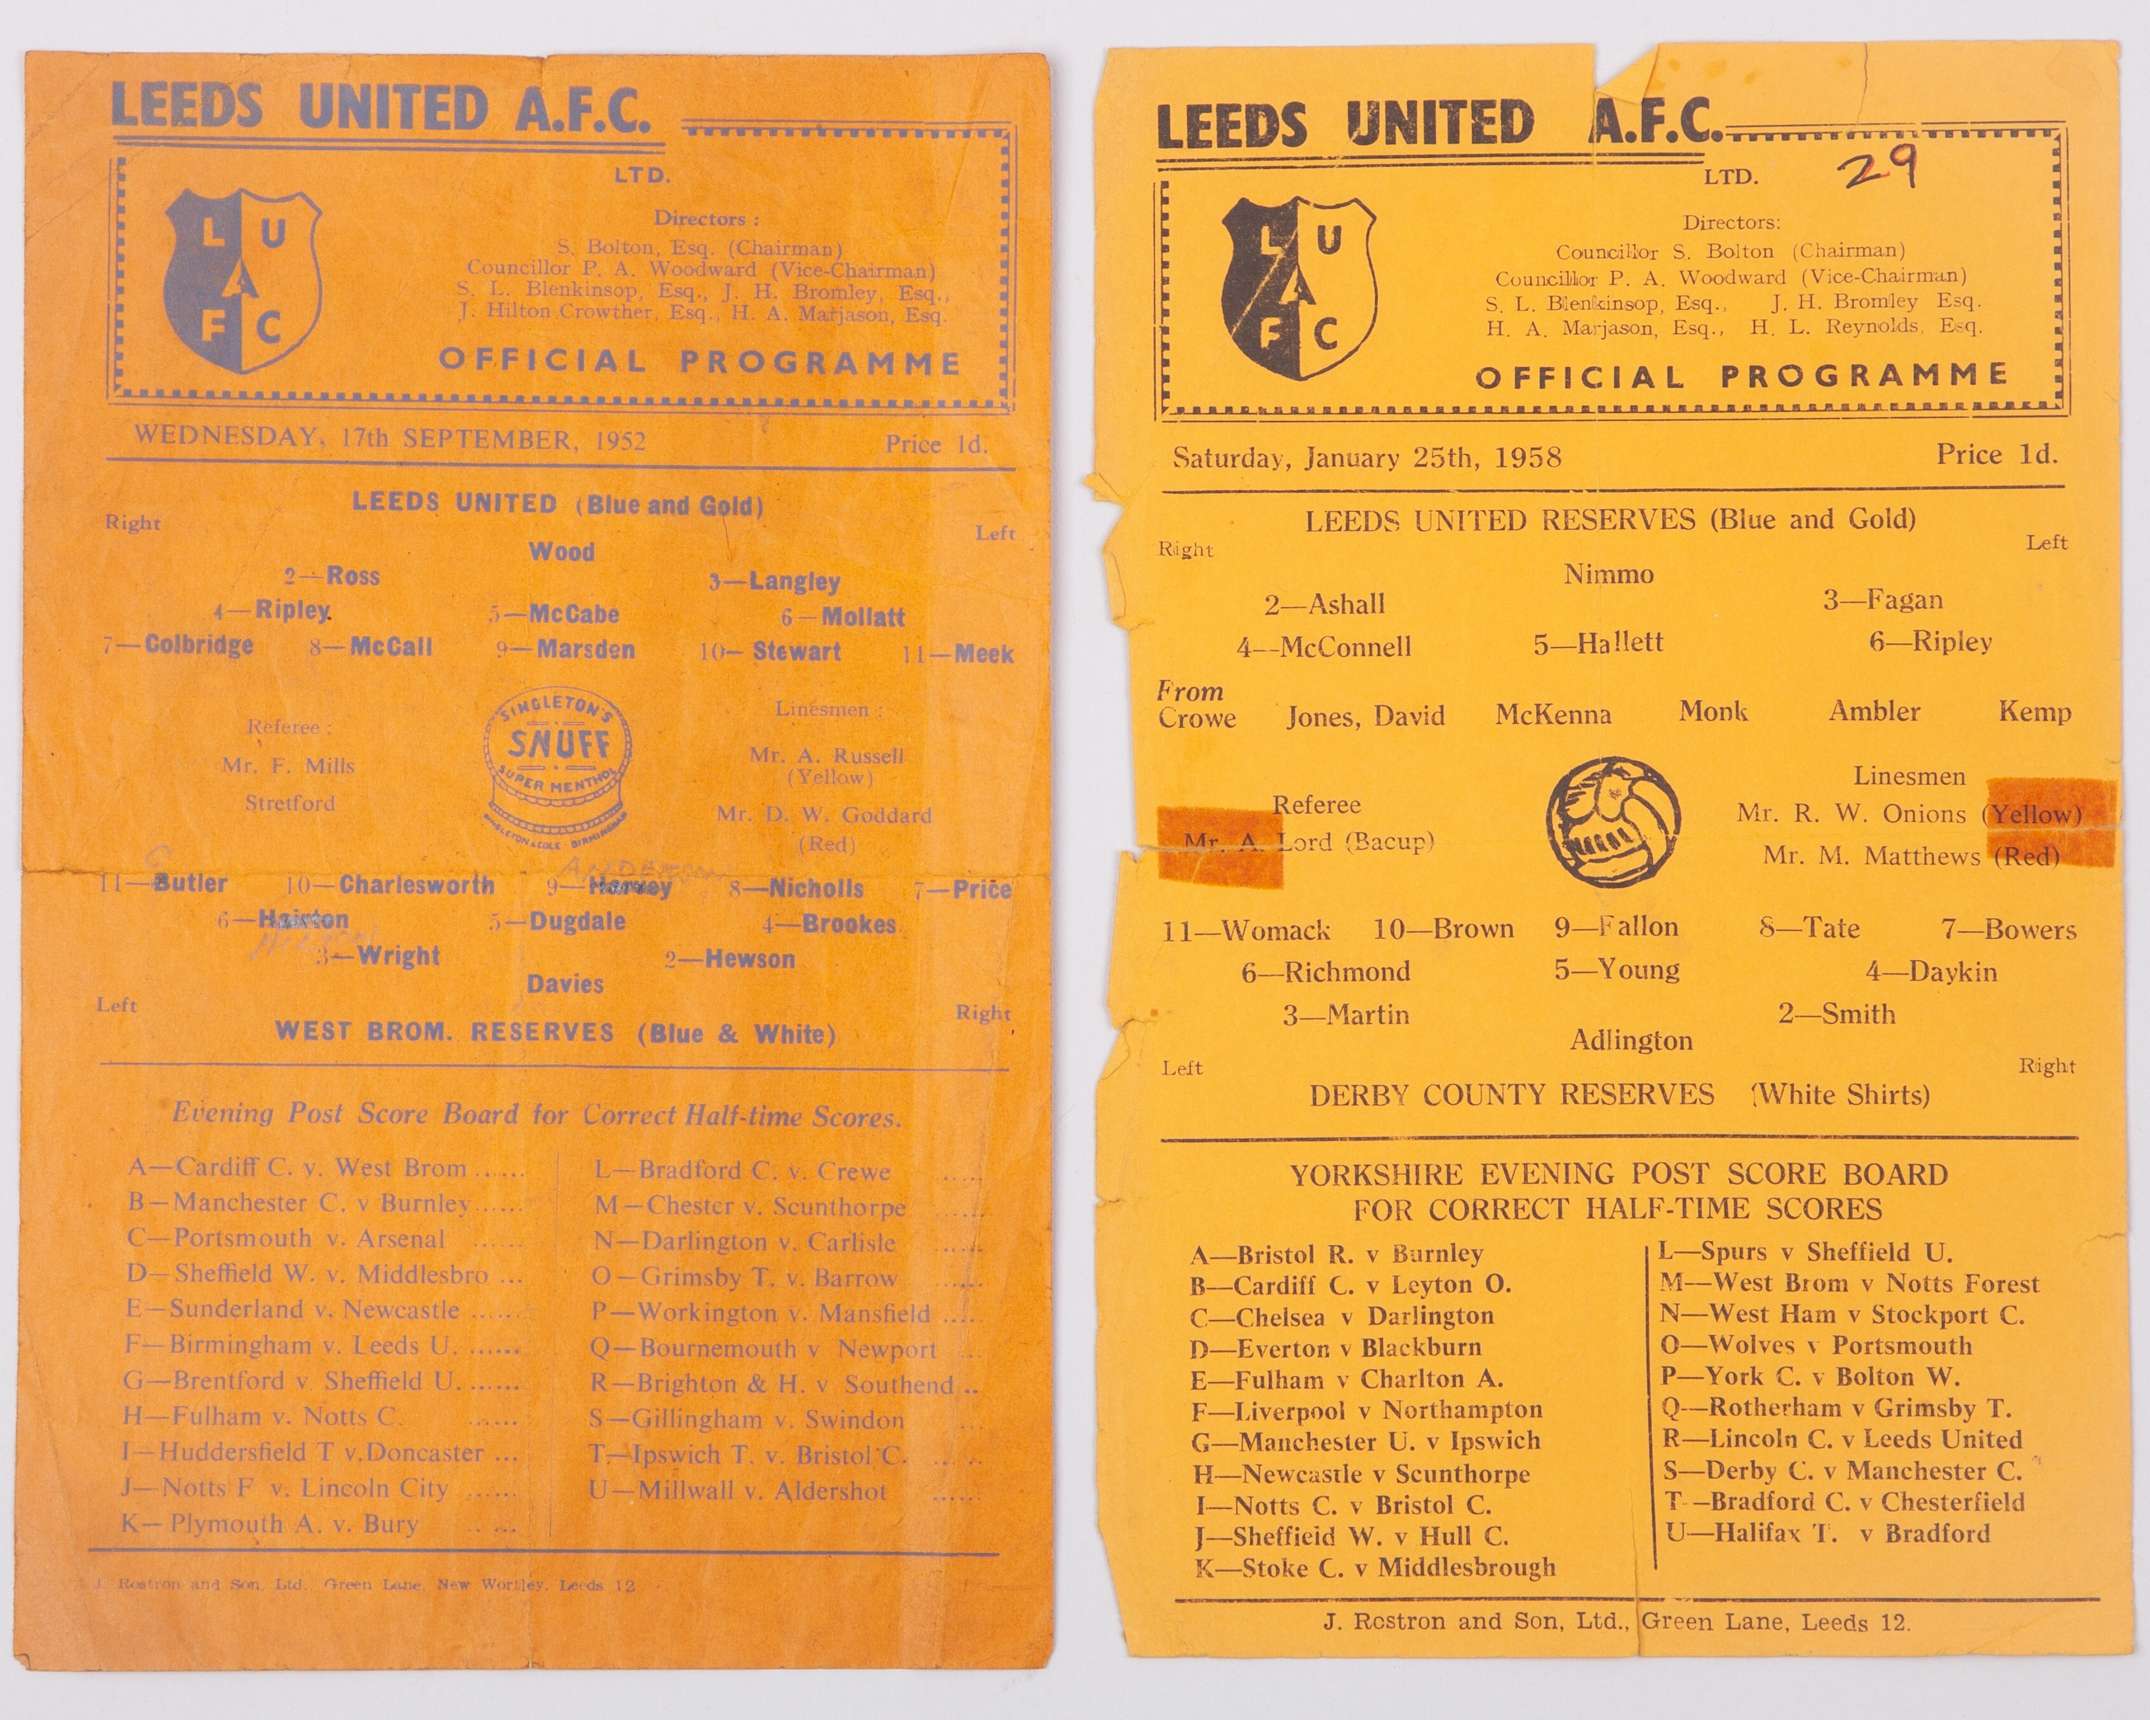 LEEDS UNITED A.F.C.
LTD.
L U
A
F C
Directors :
S. Bolton, Esq. (Chairman)
Councillor P. A. Woodward (Vice-Chairman)
S. L. Blenkinsop, Esq., J. H. Bromley, Esq.,
J. Hilton Crowther, Esq., H. A. Marjason, Esq.
OFFICIAL PROGRAMME
WEDNESDAY, 17th SEPTEMBER, 1952 Price 1d.
LEEDS UNITED (Blue and Gold)
Right Left
Wood
2—Ross 3—Langley
4—Ripley. 5—McCabe 6—Mollatt
7—Colbridge 8—McCall 9—Marsden 10—Stewart 11—Meek
Referee :
Mr. F. Mills
Stretford
SINGLETON'S
SNUFF
SUPER MENTHOL
SINGLETON & COLE · BIRMINGHAM
Linesmen :
Mr. A. Russell
(Yellow)
Mr. D. W. Goddard
(Red)
11—Butler 10—Charlesworth 9—Harvey 8—Nicholls 7—Price
6—Hairton 5—Dugdale 4—Brookes
3—Wright 2—Hewson
Davies
Left Right
WEST BROM. RESERVES (Blue & White)
Evening Post Score Board for Correct Half-time Scores.
A—Cardiff C. v. West Brom ......
B—Manchester C. v Burnley ......
C—Portsmouth v. Arsenal ......
D—Sheffield W. v. Middlesbro ...
E—Sunderland v. Newcastle ......
F—Birmingham v. Leeds U. ......
G—Brentford v. Sheffield U. ......
H—Fulham v. Notts C. ......
I—Huddersfield T v.Doncaster ...
J—Notts F v. Lincoln City ......
K—Plymouth A. v. Bury ......
L—Bradford C. v. Crewe ......
M—Chester v. Scunthorpe ......
N—Darlington v. Carlisle ......
O—Grimsby T. v. Barrow ......
P—Workington v. Mansfield ......
Q—Bournemouth v Newport ...
R—Brighton & H. v Southend ..
S—Gillingham v. Swindon ...
T—Ipswich T. v. Bristol C. ......
U—Millwall v. Aldershot ......
J. Rostron and Son, Ltd. Green Lane, New Wortley, Leeds 12
LEEDS UNITED A.F.C.
LTD.
29
L U
A
F C
Directors:
Councillor S. Bolton (Chairman)
Councillor P. A. Woodward (Vice-Chairman)
S. L. Blenkinsop, Esq., J. H. Bromley Esq.
H. A. Marjason, Esq., H. L. Reynolds, Esq.
OFFICIAL PROGRAMME
Saturday, January 25th, 1958 Price 1d.
LEEDS UNITED RESERVES (Blue and Gold)
Right Left
Nimmo
2—Ashall 3—Fagan
4—McConnell 5—Hallett 6—Ripley
From
Crowe Jones, David McKenna Monk Ambler Kemp
Referee
Mr. A. Lord (Bacup)
Linesmen
Mr. R. W. Onions (Yellow)
Mr. M. Matthews (Red)
11—Womack 10—Brown 9—Fallon 8—Tate 7—Bowers
6—Richmond 5—Young 4—Daykin
3—Martin 2—Smith
Adlington
Left Right
DERBY COUNTY RESERVES (White Shirts)
YORKSHIRE EVENING POST SCORE BOARD
FOR CORRECT HALF-TIME SCORES
A—Bristol R. v Burnley
B—Cardiff C. v Leyton O.
C—Chelsea v Darlington
D—Everton v Blackburn
E—Fulham v Charlton A.
F—Liverpool v Northampton
G—Manchester U. v Ipswich
H—Newcastle v Scunthorpe
I—Notts C. v Bristol C.
J—Sheffield W. v Hull C.
K—Stoke C. v Middlesbrough
L—Spurs v Sheffield U.
M—West Brom v Notts Forest
N—West Ham v Stockport C.
O—Wolves v Portsmouth
P—York C. v Bolton W.
Q—Rotherham v Grimsby T.
R—Lincoln C. v Leeds United
S—Derby C. v Manchester C.
T—Bradford C. v Chesterfield
U—Halifax T. v Bradford
J. Rostron and Son, Ltd., Green Lane, Leeds 12.